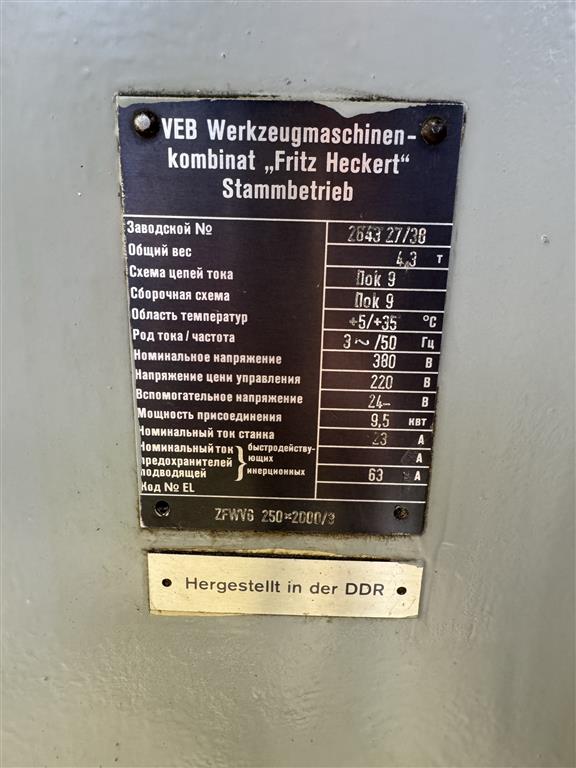 VEB Werkzeugmaschinen-
kombinat „Fritz Heckert“
Stammbetrieb
Заводской № 2643 27/38
Общий вес 4,3 т
Схема цепей тока Пок 9
Сборочная схема Пок 9
Область температур +5/+35 °C
Род тока / частота 3 ~ /50 Гц
Номинальное напряжение 380 В
Напряжение цени управления 220 В
Вспомогательное напряжение 24– В
Мощность присоединения 9,5 квт
Номинальный ток станка 23 А
Номинальный ток } быстродейству-
ющих А
предохранителей
подводящей } инерционных 63 А
Код № EL
ZFWVG 250×2000/3
Hergestellt in der DDR